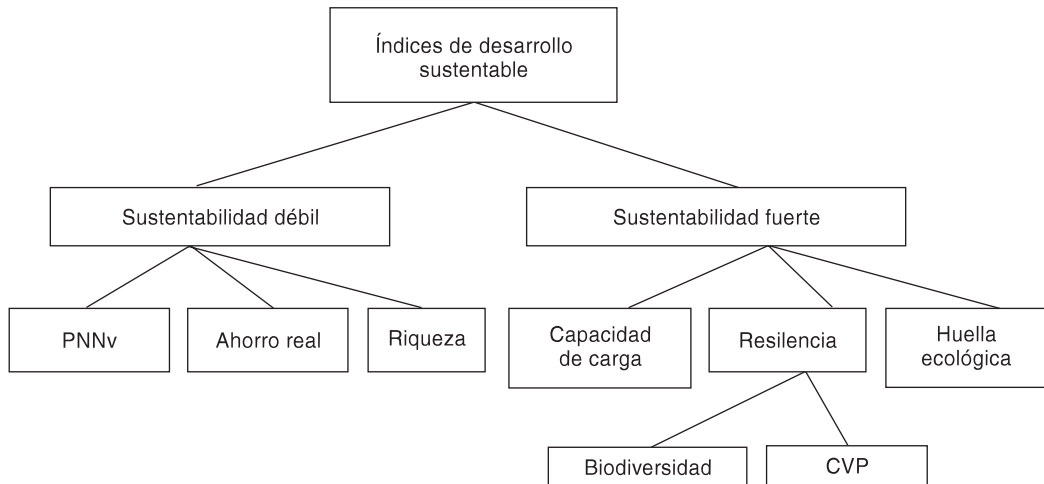 Índices de desarrollo
sustentable
Sustentabilidad débil
Sustentabilidad fuerte
PNNv
Ahorro real
Riqueza
Capacidad
de carga
Resilencia
Huella
ecológica
Biodiversidad
CVP